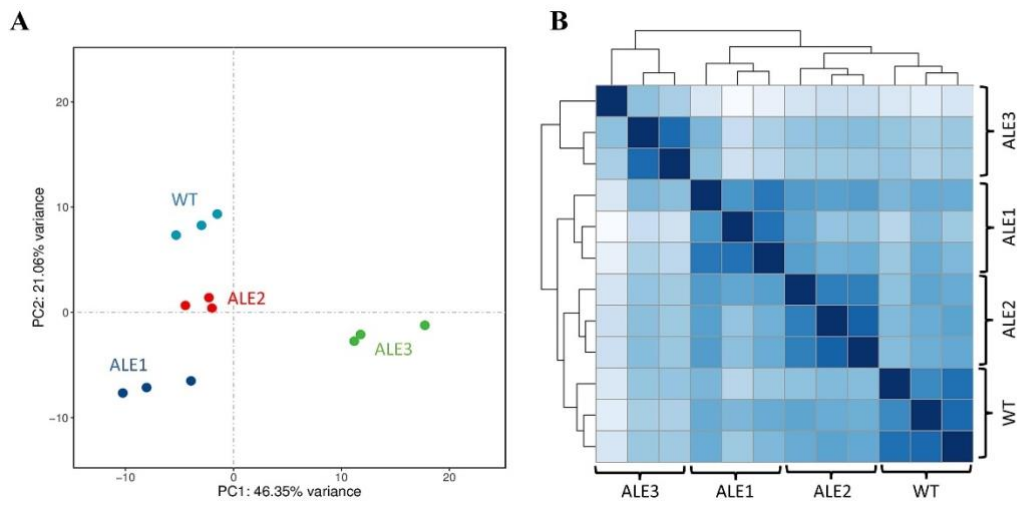 A
B
20
10
0
−10
PC2: 21.06% variance
WT
ALE2
ALE3
ALE1
−10
0
10
20
PC1: 46.35% variance
ALE3
ALE1
ALE2
WT
ALE3
ALE1
ALE2
WT